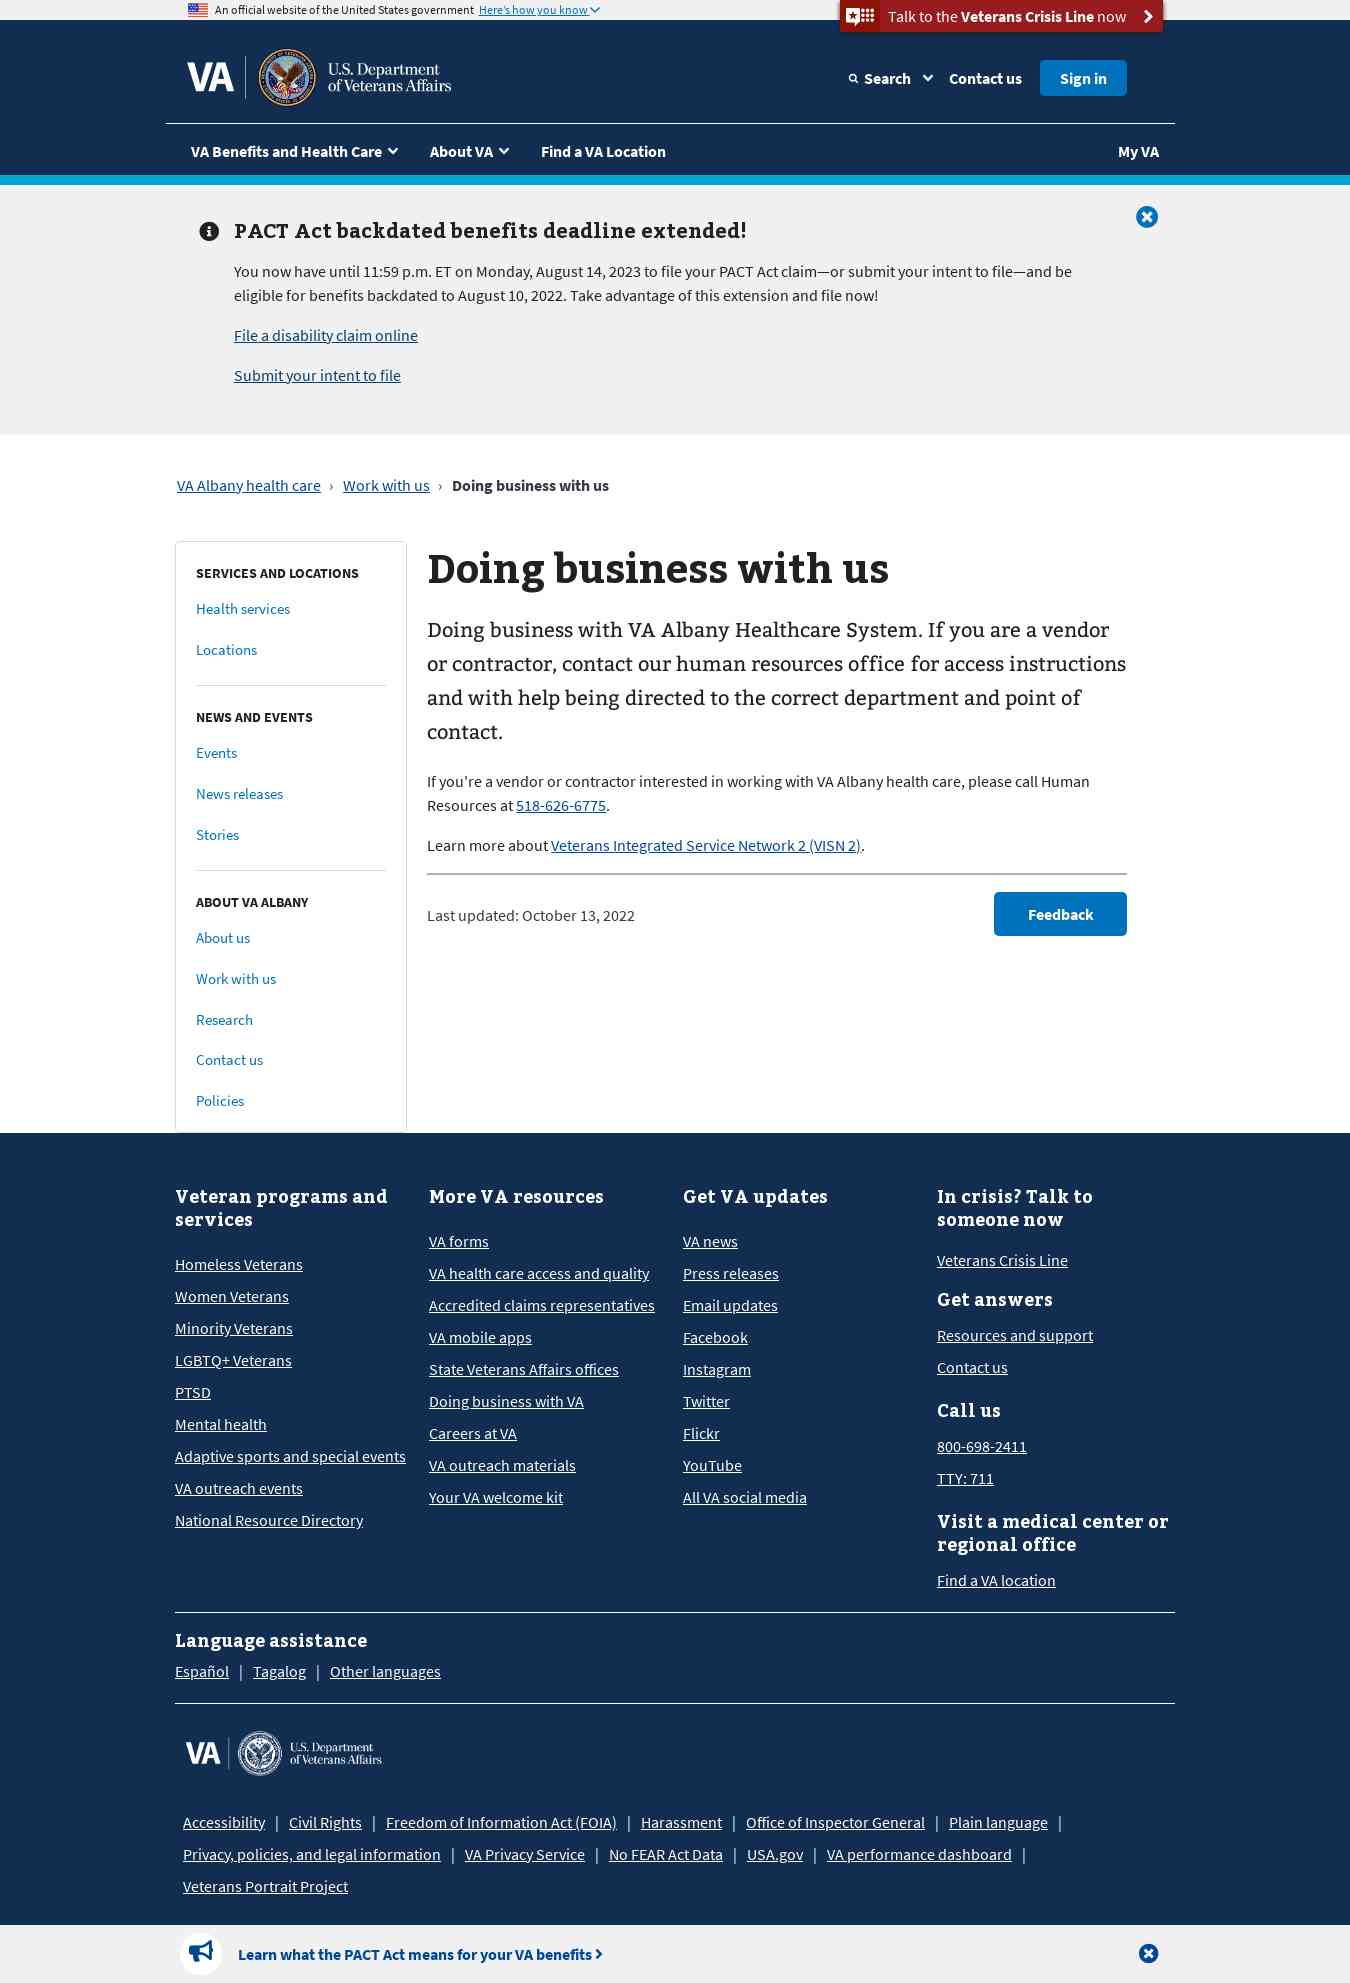 An official website of the United States government Here's how you know
Talk to the Veterans Crisis Line now
VA
U.S. Department
of Veterans Affairs
Search
Contact us
Sign in
VA Benefits and Health Care
About VA
Find a VA Location
My VA
PACT Act backdated benefits deadline extended!
You now have until 11:59 p.m. ET on Monday, August 14, 2023 to file your PACT Act claim—or submit your intent to file—and be
eligible for benefits backdated to August 10, 2022. Take advantage of this extension and file now!
File a disability claim online
Submit your intent to file
VA Albany health care › Work with us › Doing business with us
SERVICES AND LOCATIONS
Health services
Locations
NEWS AND EVENTS
Events
News releases
Stories
ABOUT VA ALBANY
About us
Work with us
Research
Contact us
Policies
Doing business with us
Doing business with VA Albany Healthcare System. If you are a vendor
or contractor, contact our human resources office for access instructions
and with help being directed to the correct department and point of
contact.
If you're a vendor or contractor interested in working with VA Albany health care, please call Human
Resources at 518-626-6775.
Learn more about Veterans Integrated Service Network 2 (VISN 2).
Last updated: October 13, 2022
Feedback
Veteran programs and
services
Homeless Veterans
Women Veterans
Minority Veterans
LGBTQ+ Veterans
PTSD
Mental health
Adaptive sports and special events
VA outreach events
National Resource Directory
More VA resources
VA forms
VA health care access and quality
Accredited claims representatives
VA mobile apps
State Veterans Affairs offices
Doing business with VA
Careers at VA
VA outreach materials
Your VA welcome kit
Get VA updates
VA news
Press releases
Email updates
Facebook
Instagram
Twitter
Flickr
YouTube
All VA social media
In crisis? Talk to
someone now
Veterans Crisis Line
Get answers
Resources and support
Contact us
Call us
800-698-2411
TTY: 711
Visit a medical center or
regional office
Find a VA location
Language assistance
Español | Tagalog | Other languages
VA
U.S. Department
of Veterans Affairs
Accessibility | Civil Rights | Freedom of Information Act (FOIA) | Harassment | Office of Inspector General | Plain language |
Privacy, policies, and legal information | VA Privacy Service | No FEAR Act Data | USA.gov | VA performance dashboard |
Veterans Portrait Project
Learn what the PACT Act means for your VA benefits